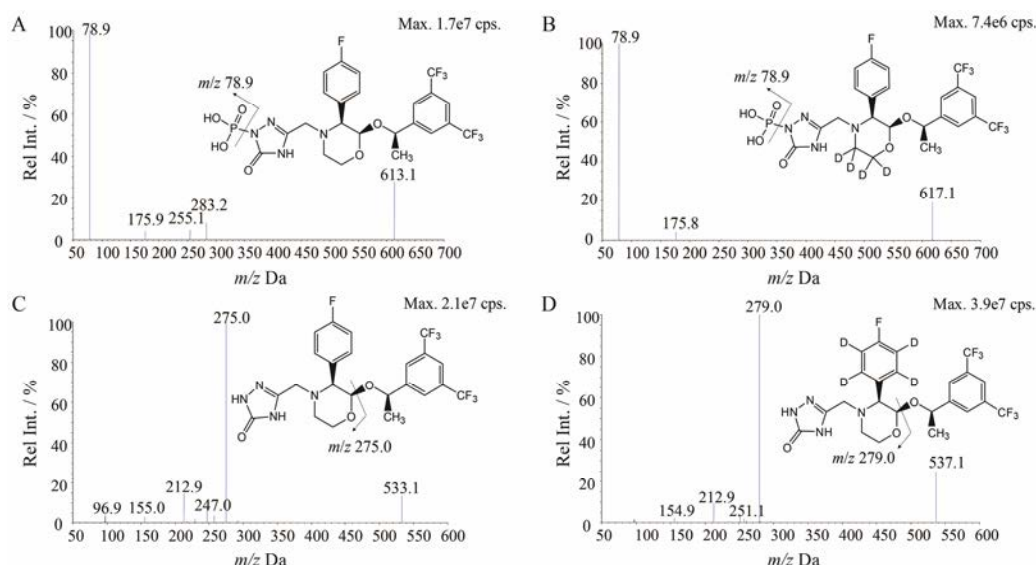 A
Max. 1.7e7 cps.
Rel Int. / %
100
80
60
40
20
0
78.9
m/z 78.9
175.9
255.1
283.2
613.1
F
CF3
CF3
O
HO
P
HO
N
N
O
NH
N
O
O
CH3
50 100 150 200 250 300 350 400 450 500 550 600 650 700
m/z Da
B
Max. 7.4e6 cps.
Rel Int. / %
100
80
60
40
20
0
78.9
m/z 78.9
175.8
617.1
F
CF3
CF3
O
HO
P
HO
N
N
O
NH
N
O
O
CH3
D
D
D
D
50 100 150 200 250 300 350 400 450 500 550 600 650 700
m/z Da
C
Max. 2.1e7 cps.
Rel Int. / %
100
80
60
40
20
0
275.0
m/z 275.0
96.9
155.0
212.9
247.0
533.1
F
CF3
CF3
N
HN
O
NH
N
O
O
CH3
50 100 150 200 250 300 350 400 450 500 550 600
m/z Da
D
Max. 3.9e7 cps.
Rel Int. / %
100
80
60
40
20
0
279.0
m/z 279.0
154.9
212.9
251.1
537.1
F
D
D
D
D
CF3
CF3
N
HN
O
NH
N
O
O
CH3
50 100 150 200 250 300 350 400 450 500 550 600
m/z Da